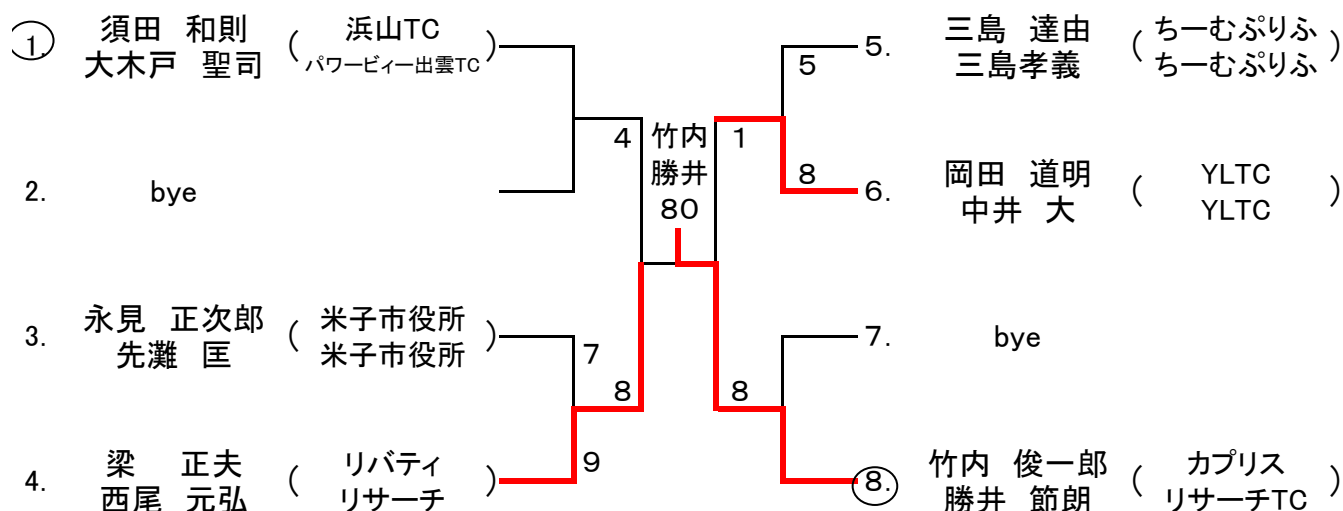 1. 須田 和則 ( 浜山TC )
大木戸 聖司 パワービィー出雲TC
2. bye
3. 永見 正次郎 ( 米子市役所 )
先灘 匡 米子市役所
4. 梁 正夫 ( リバティ )
西尾 元弘 リサーチ
4
7
8
9
竹内
勝井
80
5
1
8
8
5. 三島 達由 ( ちーむぷりふ )
三島孝義 ちーむぷりふ
6. 岡田 道明 ( YLTC )
中井 大 YLTC
7. bye
8. 竹内 俊一郎 ( カプリス )
勝井 節朗 リサーチTC